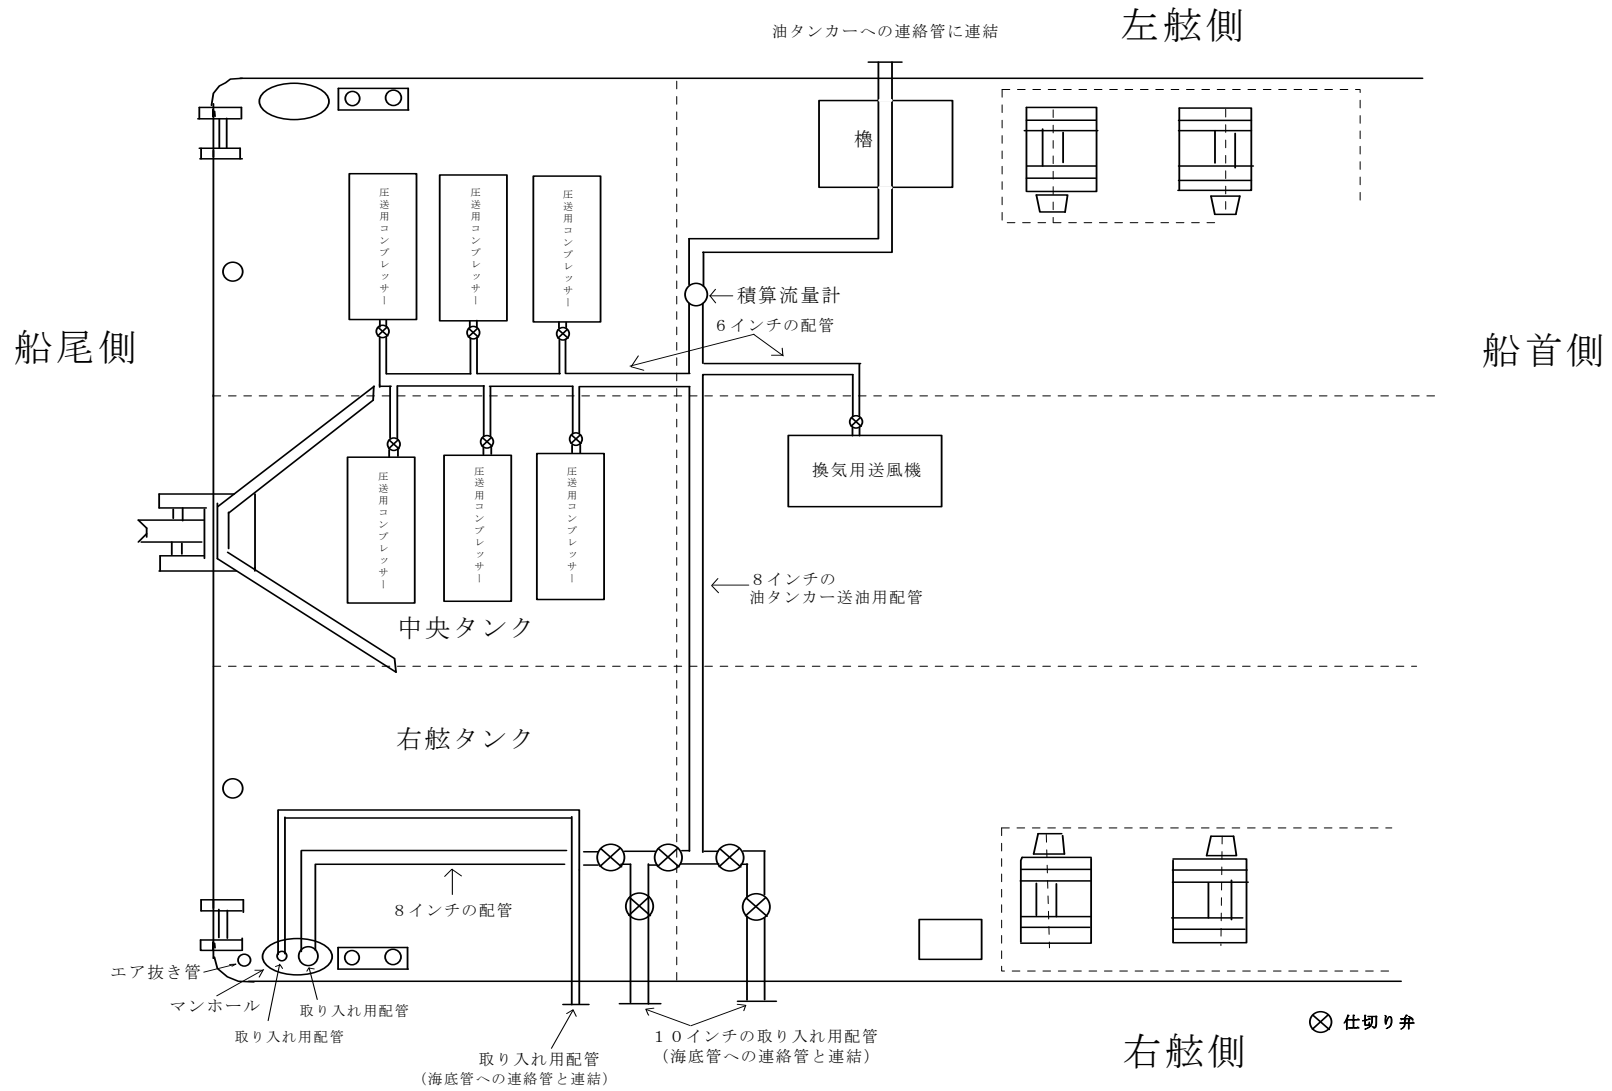 油タンカーへの連絡管に連結
左舷側
櫓
圧送用コンプレッサー
圧送用コンプレッサー
圧送用コンプレッサー
積算流量計
６インチの配管
船尾側
船首側
換気用送風機
圧送用コンプレッサー
圧送用コンプレッサー
圧送用コンプレッサー
８インチの
油タンカー送油用配管
中央タンク
右舷タンク
８インチの配管
エア抜き管
マンホール
取り入れ用配管
取り入れ用配管
取り入れ用配管
（海底管への連絡管と連結）
１０インチの取り入れ用配管
（海底管への連絡管と連結）
仕切り弁
右舷側